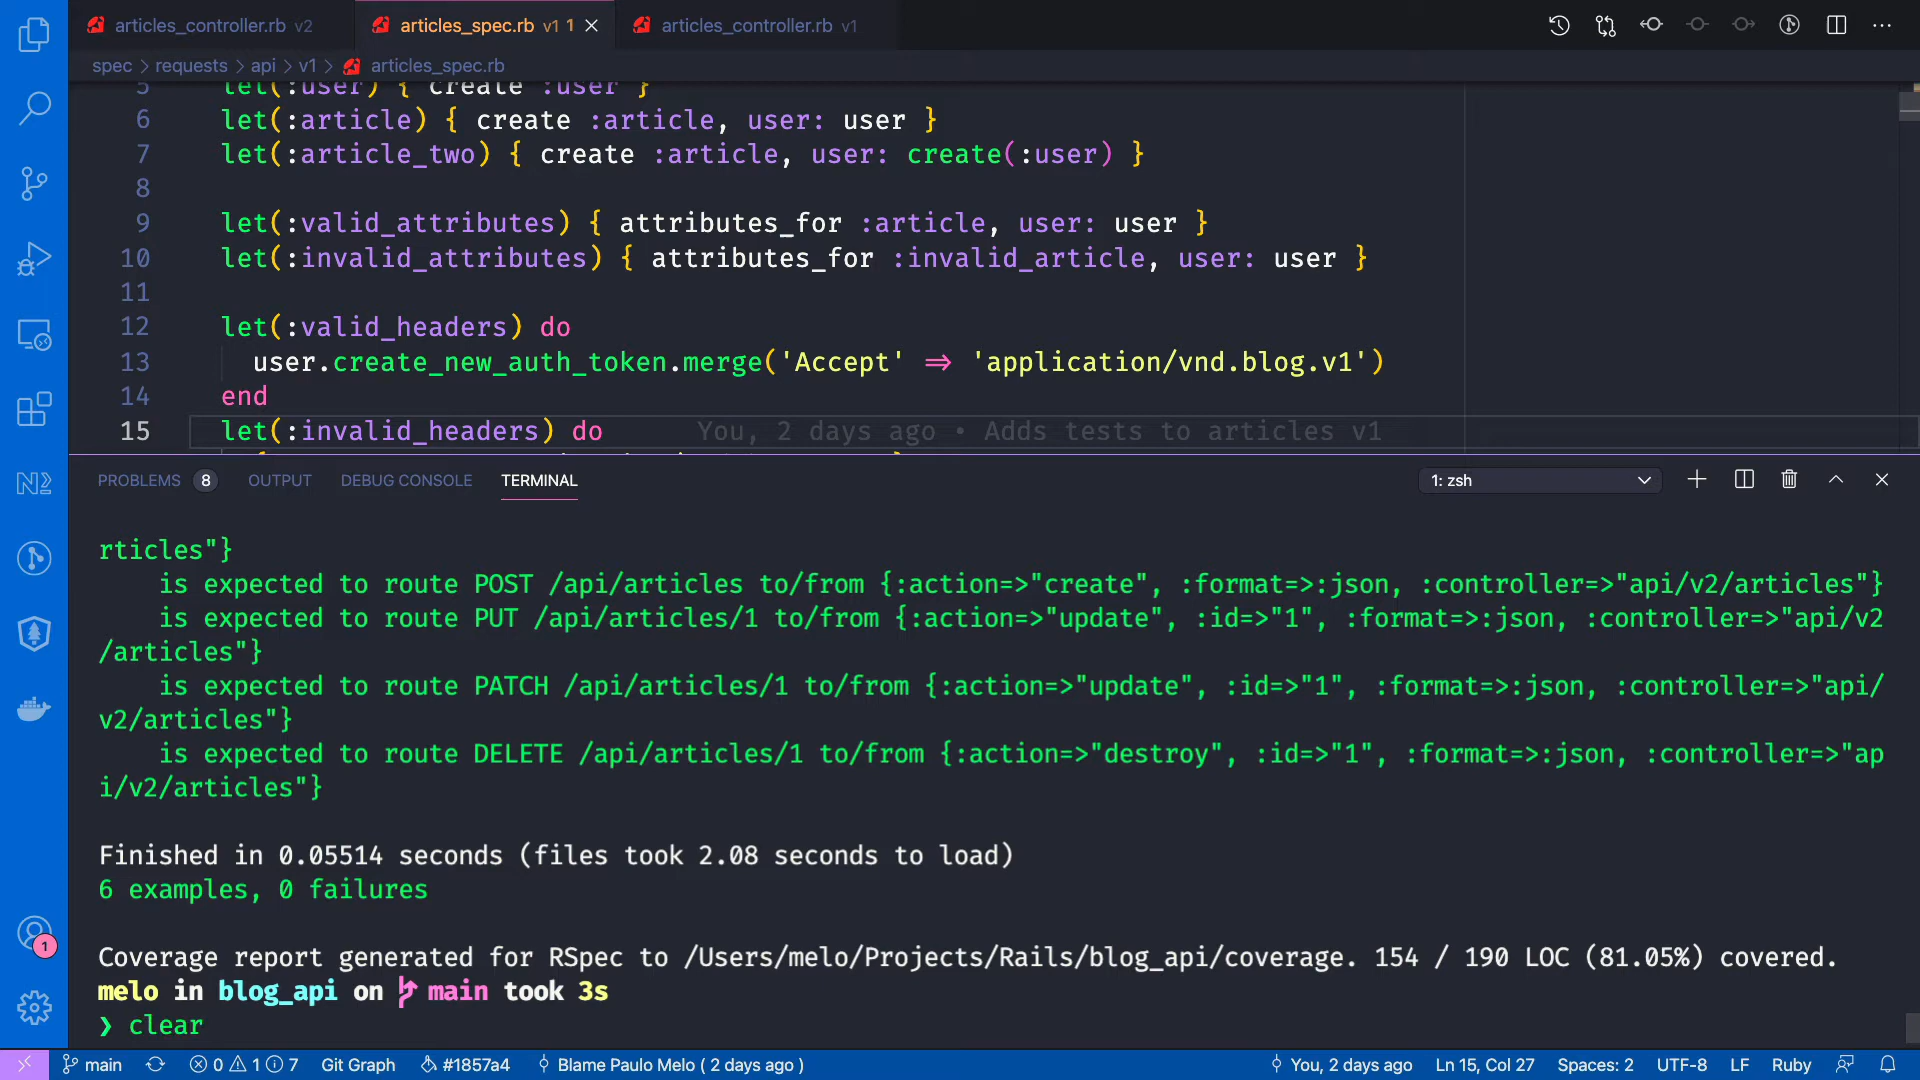 articles_controller.rb v2
articles_spec.rb v1 1
articles_controller.rb v1
spec > requests > api > v1 > articles_spec.rb
5 let(:user) { create :user }
6 let(:article) { create :article, user: user }
7 let(:article_two) { create :article, user: create(:user) }
8
9 let(:valid_attributes) { attributes_for :article, user: user }
10 let(:invalid_attributes) { attributes_for :invalid_article, user: user }
11
12 let(:valid_headers) do
13 user.create_new_auth_token.merge('Accept' => 'application/vnd.blog.v1')
14 end
15 let(:invalid_headers) do You, 2 days ago • Adds tests to articles v1
PROBLEMS 8 OUTPUT DEBUG CONSOLE TERMINAL 1: zsh
rticles"}
is expected to route POST /api/articles to/from {:action=>"create", :format=>:json, :controller=>"api/v2/articles"}
is expected to route PUT /api/articles/1 to/from {:action=>"update", :id=>"1", :format=>:json, :controller=>"api/v2
/articles"}
is expected to route PATCH /api/articles/1 to/from {:action=>"update", :id=>"1", :format=>:json, :controller=>"api/
v2/articles"}
is expected to route DELETE /api/articles/1 to/from {:action=>"destroy", :id=>"1", :format=>:json, :controller=>"ap
i/v2/articles"}
Finished in 0.05514 seconds (files took 2.08 seconds to load)
6 examples, 0 failures
Coverage report generated for RSpec to /Users/melo/Projects/Rails/blog_api/coverage. 154 / 190 LOC (81.05%) covered.
melo in blog_api on main took 3s
❯ clear
1
main 0 1 7 Git Graph #1857a4 Blame Paulo Melo ( 2 days ago ) You, 2 days ago Ln 15, Col 27 Spaces: 2 UTF-8 LF Ruby